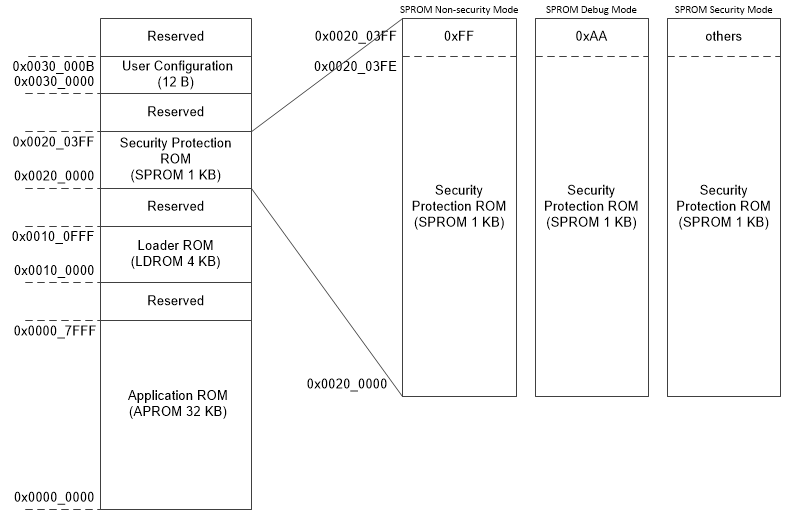 SPROM Non-security Mode
SPROM Debug Mode
SPROM Security Mode
Reserved
0x0020_03FF
0xFF
0xAA
others
0x0030_000B
User Configuration
0x0020_03FE
0x0030_0000
(12 B)
Reserved
0x0020_03FF
Security Protection
ROM
(SPROM 1 KB)
0x0020_0000
Security
Protection ROM
(SPROM 1 KB)
Security
Protection ROM
(SPROM 1 KB)
Security
Protection ROM
(SPROM 1 KB)
Reserved
0x0010_0FFF
Loader ROM
(LDROM 4 KB)
0x0010_0000
Reserved
0x0000_7FFF
0x0020_0000
Application ROM
(APROM 32 KB)
0x0000_0000